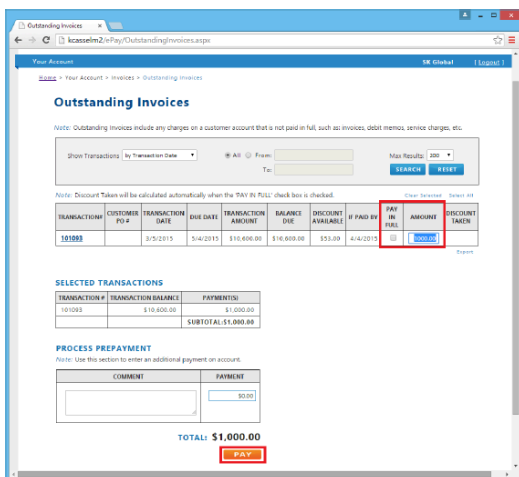 Outstanding Invoices
kcasselm2/ePay/OutstandingInvoices.aspx
Your Account SK Global [Logout]
Home > Your Account > Invoices > Outstanding Invoices
Outstanding Invoices
Note: Outstanding Invoices include any charges on a customer account that is not paid in full, such as: invoices, debit memos, service charges, etc.
Show Transactions by Transaction Date All From: Max Results: 200
To: SEARCH RESET
Note: Discount Taken will be calculated automatically when the 'PAY IN FULL' check box is checked. Clear Selected Select All
TRANSACTION# CUSTOMER PO # TRANSACTION DATE DUE DATE TRANSACTION AMOUNT BALANCE DUE DISCOUNT AVAILABLE IF PAID BY PAY IN FULL AMOUNT DISCOUNT TAKEN
101093 3/5/2015 5/4/2015 $10,600.00 $10,600.00 $53.00 4/4/2015 1000.00
Export
SELECTED TRANSACTIONS
TRANSACTION # TRANSACTION BALANCE PAYMENT(S)
101093 $10,600.00 $1,000.00
SUBTOTAL:$1,000.00
PROCESS PREPAYMENT
Note: Use this section to enter an additional payment on account.
COMMENT PAYMENT
$0.00
TOTAL: $1,000.00
PAY